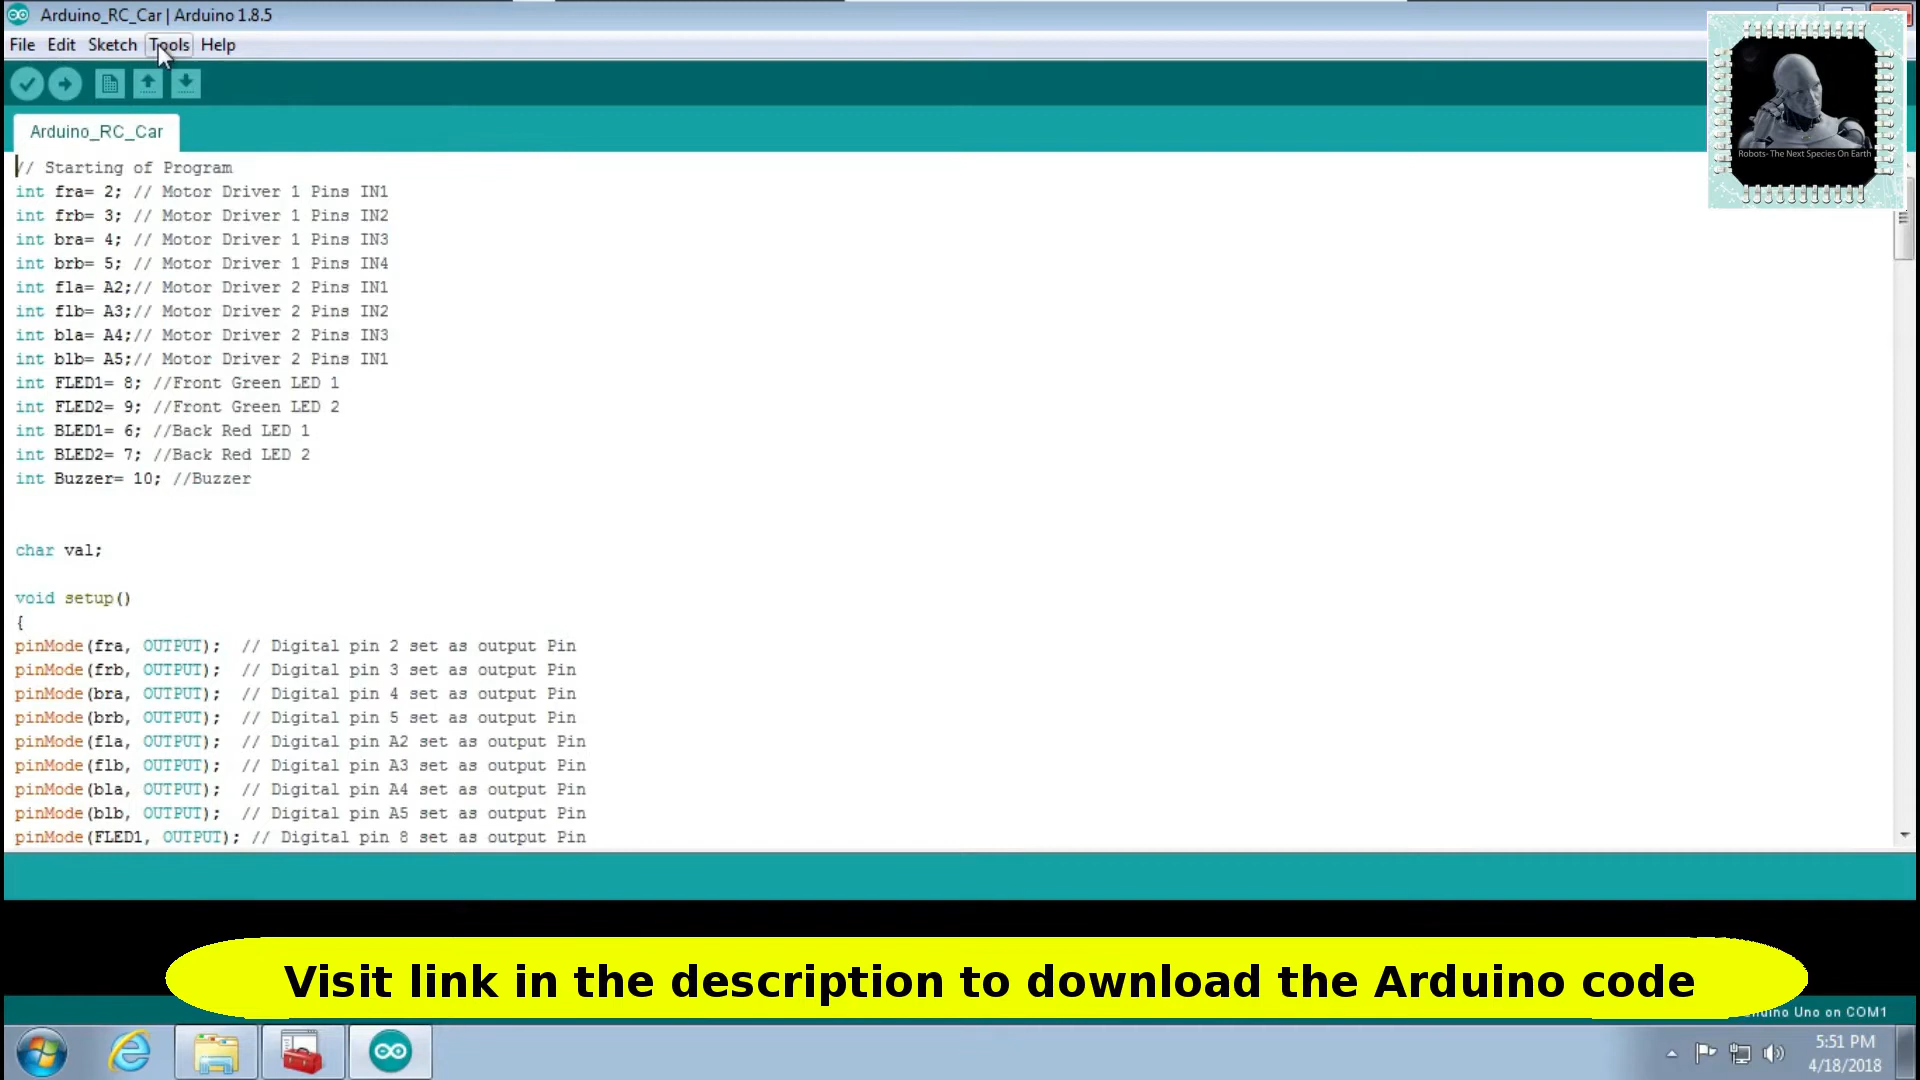 Arduino_RC_Car | Arduino 1.8.5
File Edit Sketch Tools Help
Arduino_RC_Car
// Starting of Program
int fra= 2; // Motor Driver 1 Pins IN1
int frb= 3; // Motor Driver 1 Pins IN2
int bra= 4; // Motor Driver 1 Pins IN3
int brb= 5; // Motor Driver 1 Pins IN4
int fla= A2;// Motor Driver 2 Pins IN1
int flb= A3;// Motor Driver 2 Pins IN2
int bla= A4;// Motor Driver 2 Pins IN3
int blb= A5;// Motor Driver 2 Pins IN1
int FLED1= 8; //Front Green LED 1
int FLED2= 9; //Front Green LED 2
int BLED1= 6; //Back Red LED 1
int BLED2= 7; //Back Red LED 2
int Buzzer= 10; //Buzzer
char val;
void setup()
{
pinMode(fra, OUTPUT); // Digital pin 2 set as output Pin
pinMode(frb, OUTPUT); // Digital pin 3 set as output Pin
pinMode(bra, OUTPUT); // Digital pin 4 set as output Pin
pinMode(brb, OUTPUT); // Digital pin 5 set as output Pin
pinMode(fla, OUTPUT); // Digital pin A2 set as output Pin
pinMode(flb, OUTPUT); // Digital pin A3 set as output Pin
pinMode(bla, OUTPUT); // Digital pin A4 set as output Pin
pinMode(blb, OUTPUT); // Digital pin A5 set as output Pin
pinMode(FLED1, OUTPUT); // Digital pin 8 set as output Pin
Robots- The Next Species On Earth
Visit link in the description to download the Arduino code
Uno on COM1
5:51 PM
4/18/2018